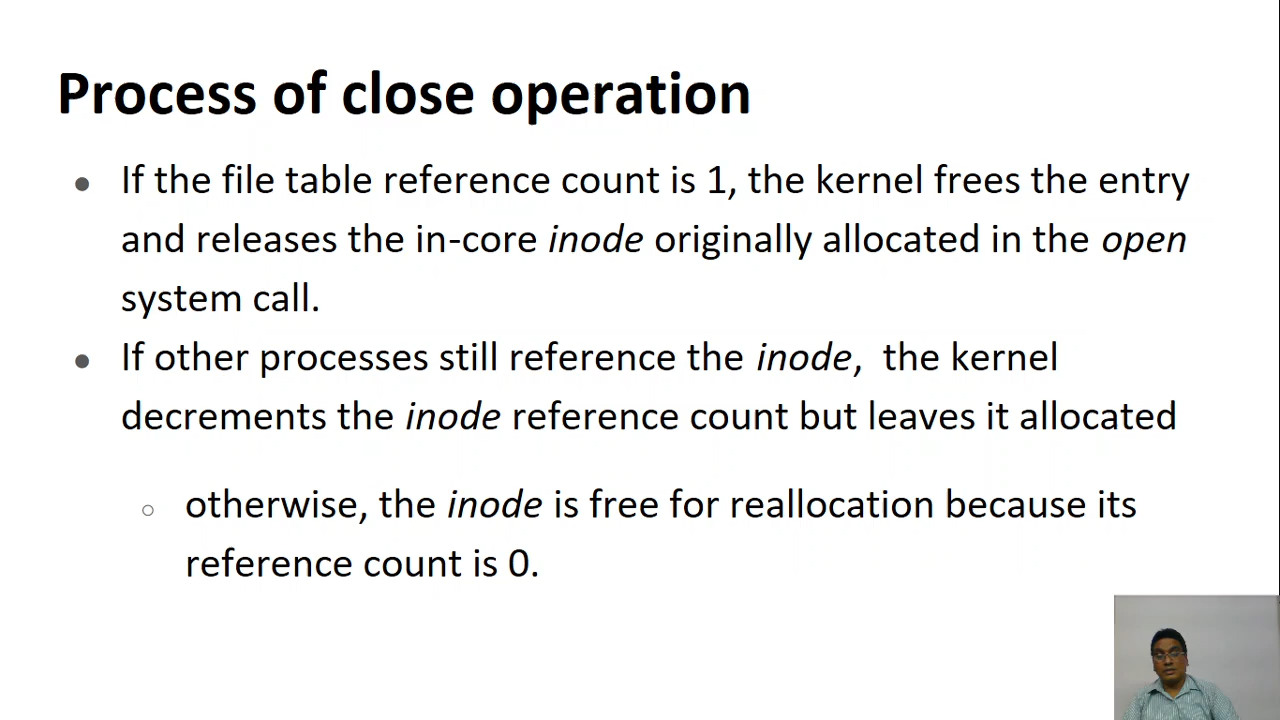 Process of close operation
● If the file table reference count is 1, the kernel frees the entry
and releases the in-core inode originally allocated in the open
system call.
● If other processes still reference the inode,  the kernel
decrements the inode reference count but leaves it allocated
○ otherwise, the inode is free for reallocation because its
reference count is 0.